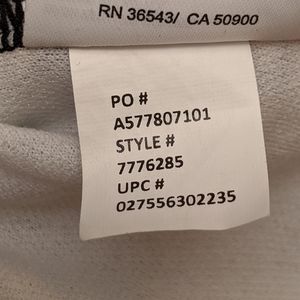 RN 36543/ CA 50900
PO #
A577807101
STYLE #
7776285
UPC #
027556302235